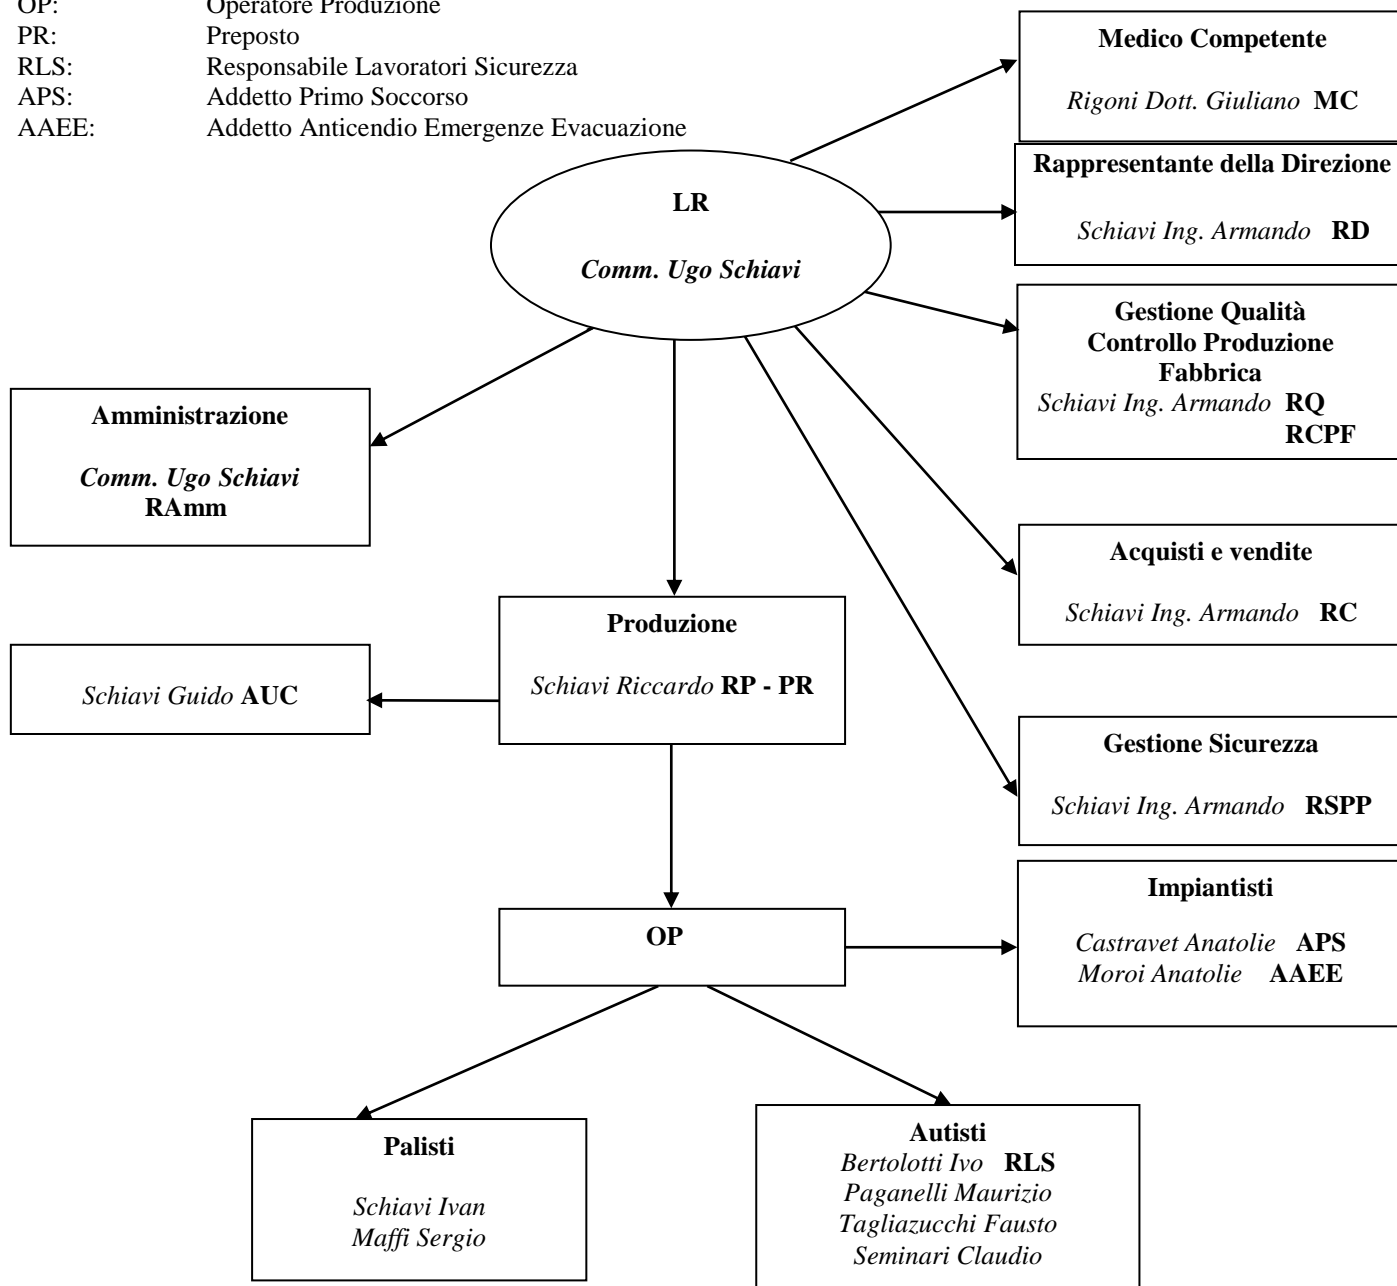 OP: Operatore Produzione
PR: Preposto
RLS: Responsabile Lavoratori Sicurezza
APS: Addetto Primo Soccorso
AAEE: Addetto Anticendio Emergenze Evacuazione
Medico Competente
Rigoni Dott. Giuliano MC
Rappresentante della Direzione
Schiavi Ing. Armando RD
LR
Comm. Ugo Schiavi
Gestione Qualità
Controllo Produzione
Fabbrica
Schiavi Ing. Armando RQ
RCPF
Amministrazione
Comm. Ugo Schiavi
RAmm
Acquisti e vendite
Schiavi Ing. Armando RC
Produzione
Schiavi Riccardo RP - PR
Schiavi Guido AUC
Gestione Sicurezza
Schiavi Ing. Armando RSPP
Impiantisti
Castravet Anatolie APS
Moroi Anatolie AAEE
OP
Palisti
Schiavi Ivan
Maffi Sergio
Autisti
Bertolotti Ivo RLS
Paganelli Maurizio
Tagliazucchi Fausto
Seminari Claudio